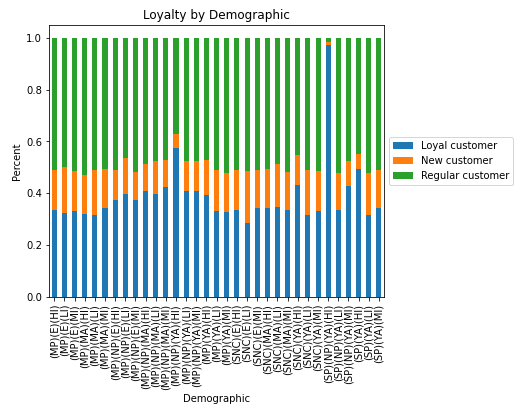 Loyalty by Demographic
Percent
1.0
0.8
0.6
0.4
0.2
0.0
Loyal customer
New customer
Regular customer
(MP)(E)(HI)
(MP)(E)(LI)
(MP)(E)(MI)
(MP)(MA)(HI)
(MP)(MA)(LI)
(MP)(MA)(MI)
(MP)(NP)(E)(HI)
(MP)(NP)(E)(LI)
(MP)(NP)(E)(MI)
(MP)(NP)(MA)(HI)
(MP)(NP)(MA)(LI)
(MP)(NP)(MA)(MI)
(MP)(NP)(YA)(HI)
(MP)(NP)(YA)(LI)
(MP)(NP)(YA)(MI)
(MP)(YA)(HI)
(MP)(YA)(LI)
(MP)(YA)(MI)
(SNC)(E)(HI)
(SNC)(E)(LI)
(SNC)(E)(MI)
(SNC)(MA)(HI)
(SNC)(MA)(LI)
(SNC)(MA)(MI)
(SNC)(YA)(HI)
(SNC)(YA)(LI)
(SNC)(YA)(MI)
(SP)(NP)(YA)(HI)
(SP)(NP)(YA)(LI)
(SP)(NP)(YA)(MI)
(SP)(YA)(HI)
(SP)(YA)(LI)
(SP)(YA)(MI)
Demographic